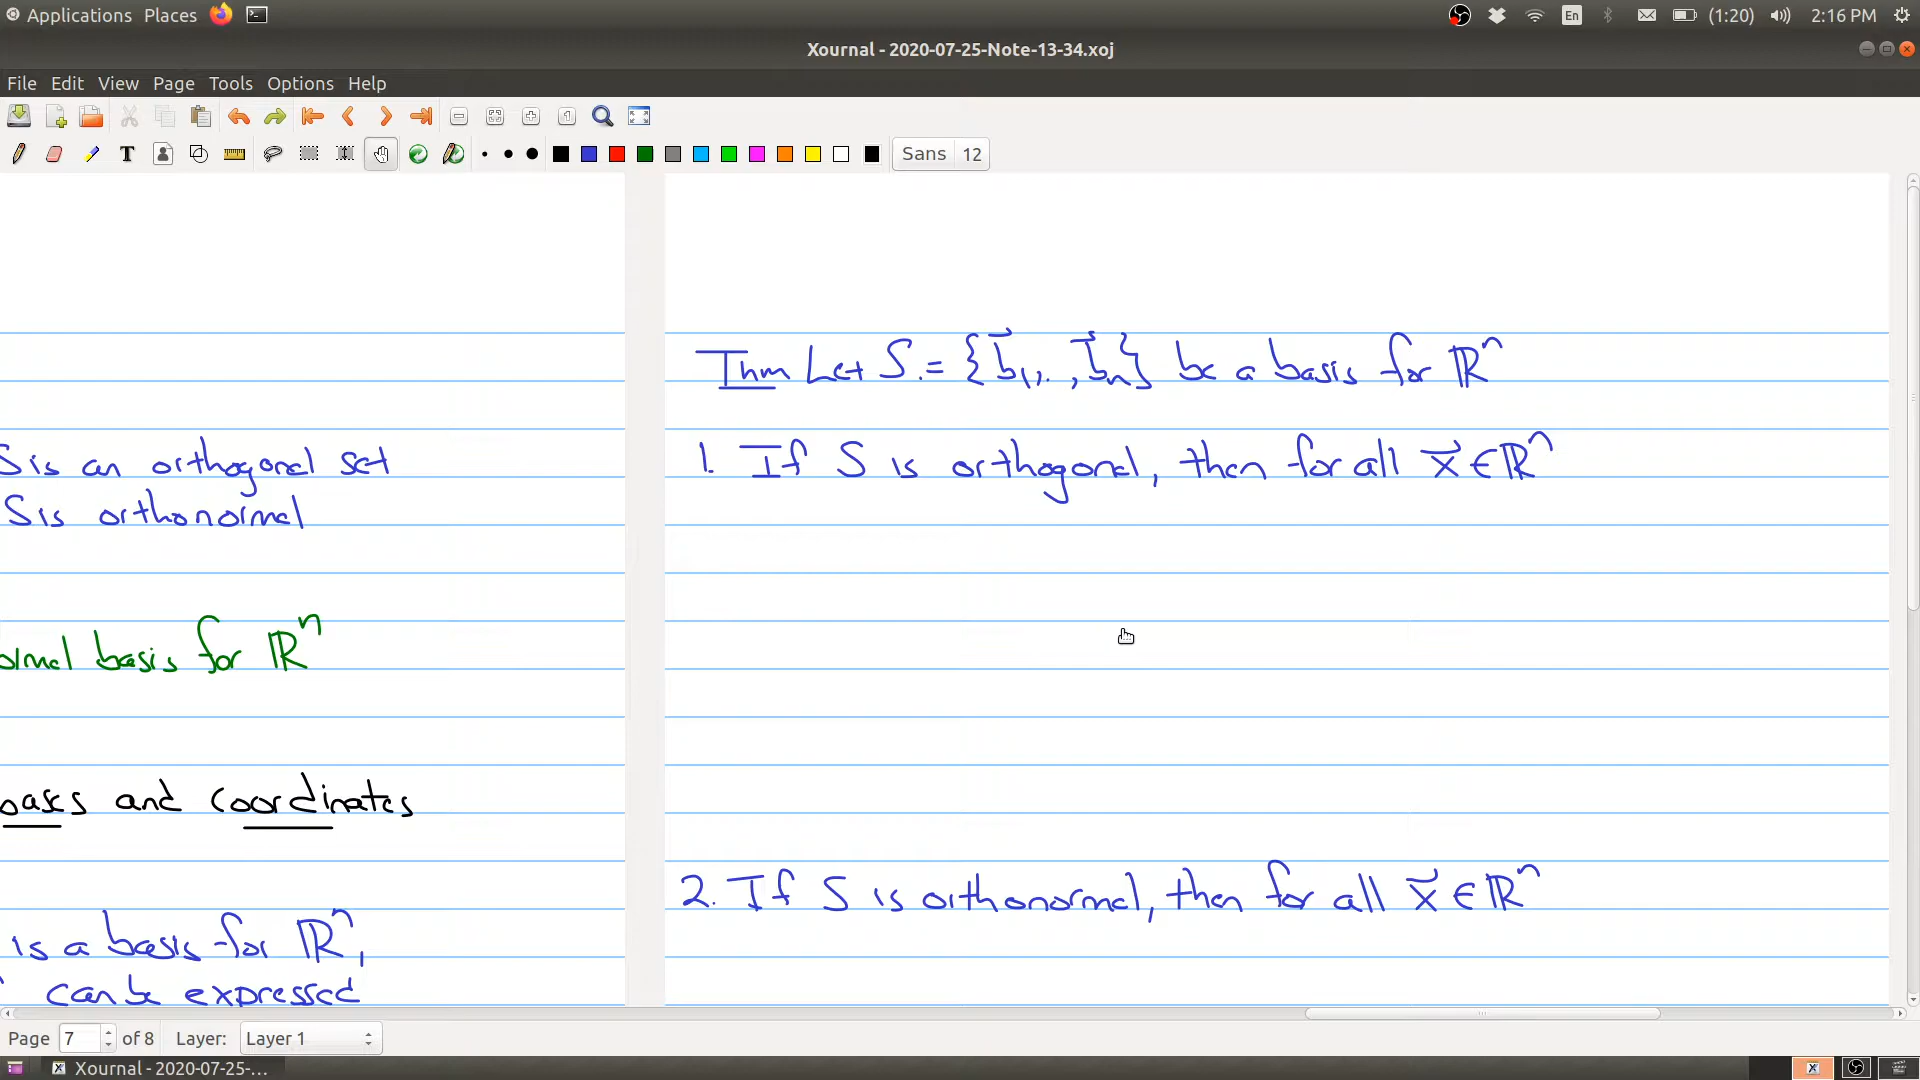 Applications Places En (1:20) 2:16 PM
Xournal - 2020-07-25-Note-13-34.xoj
File Edit View Page Tools Options Help
Sans 12
S is an orthogonal set
S is orthonormal
ormal basis for ℝⁿ
bases and coordinates
is a basis for ℝⁿ,
can be expressed
Thm Let S = {b⃗₁, . , b⃗ₙ} be a basis for ℝⁿ
1. If S is orthogonal, then for all x⃗ ∈ ℝⁿ
2. If S is orthonormal, then for all x⃗ ∈ ℝⁿ
Page 7 of 8 Layer: Layer 1
Xournal - 2020-07-25-...